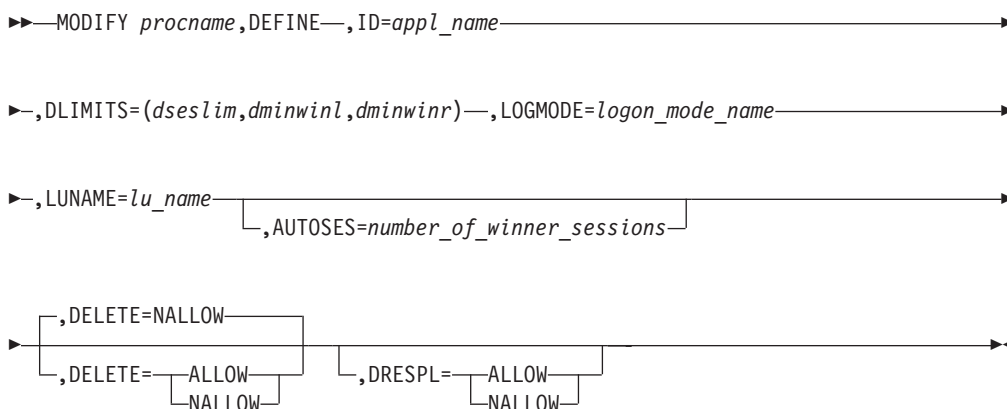 MODIFY procname,DEFINE ,ID=appl_name
,DLIMITS=(dseslim,dminwinl,dminwinr) ,LOGMODE=logon_mode_name
,LUNAME=lu_name
,AUTOSES=number_of_winner_sessions
,DELETE=NALLOW
,DELETE= ALLOW ,DRESPL= ALLOW
NALLOW NALLOW